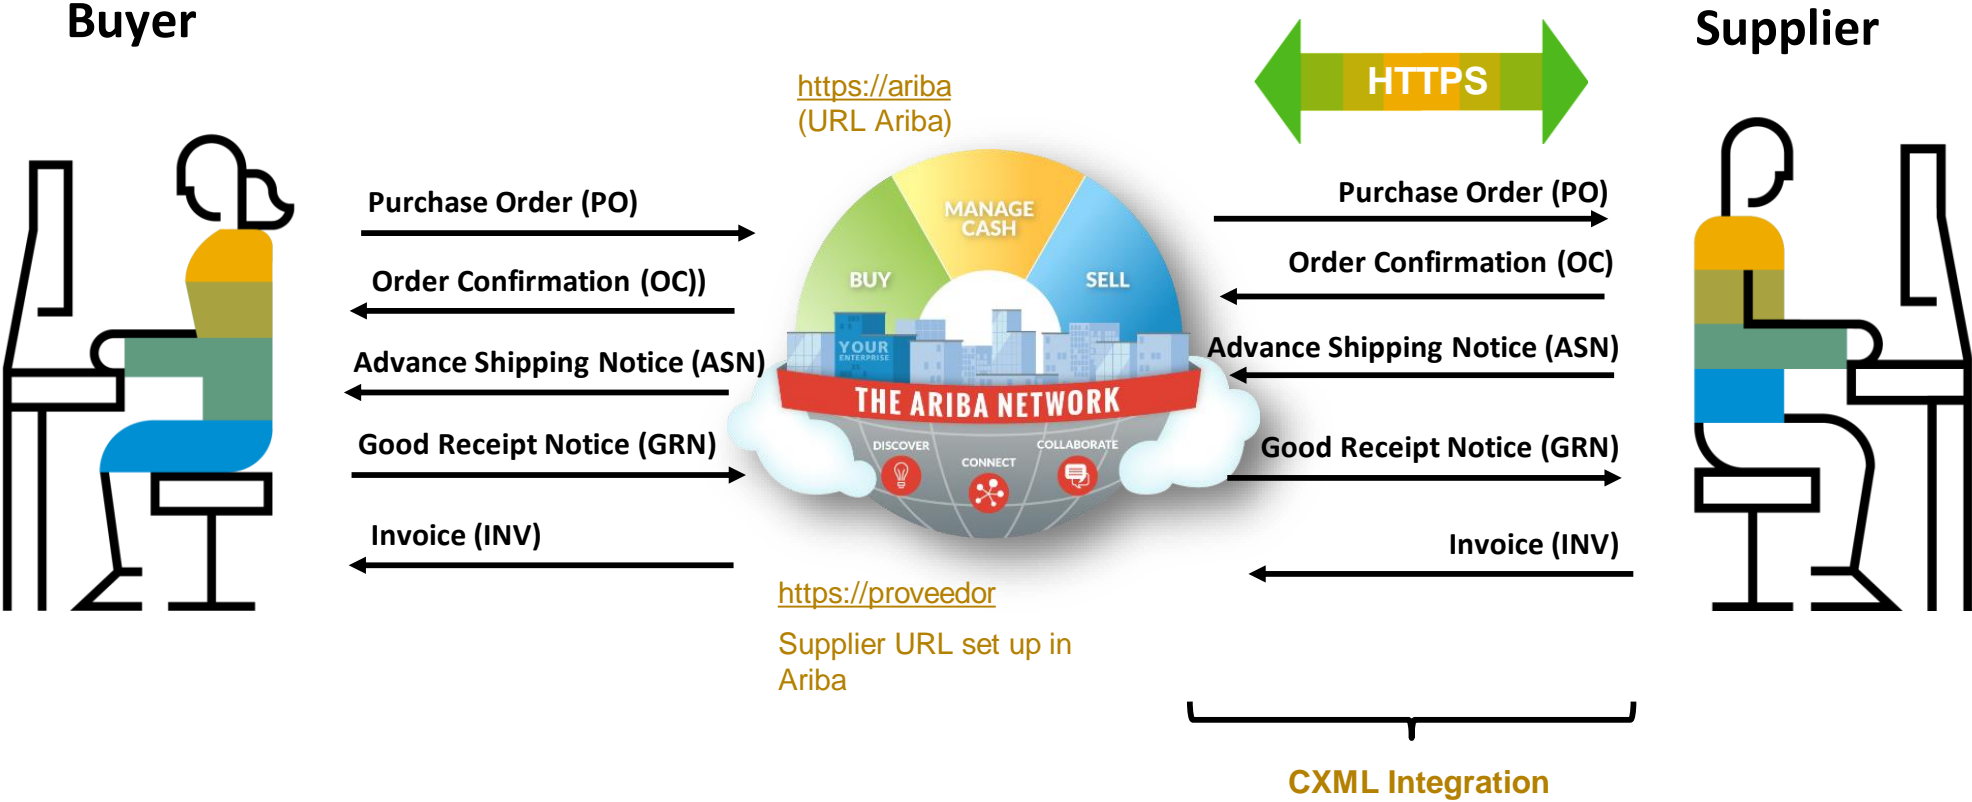 Buyer
Supplier
HTTPS
https://ariba
(URL Ariba)
Purchase Order (PO)
Order Confirmation (OC))
Advance Shipping Notice (ASN)
Good Receipt Notice (GRN)
Invoice (INV)
MANAGE
CASH
BUY
SELL
YOUR
ENTERPRISE
THE ARIBA NETWORK
DISCOVER
CONNECT
COLLABORATE
Purchase Order (PO)
Order Confirmation (OC)
Advance Shipping Notice (ASN)
Good Receipt Notice (GRN)
Invoice (INV)
https://proveedor
Supplier URL set up in
Ariba
CXML Integration